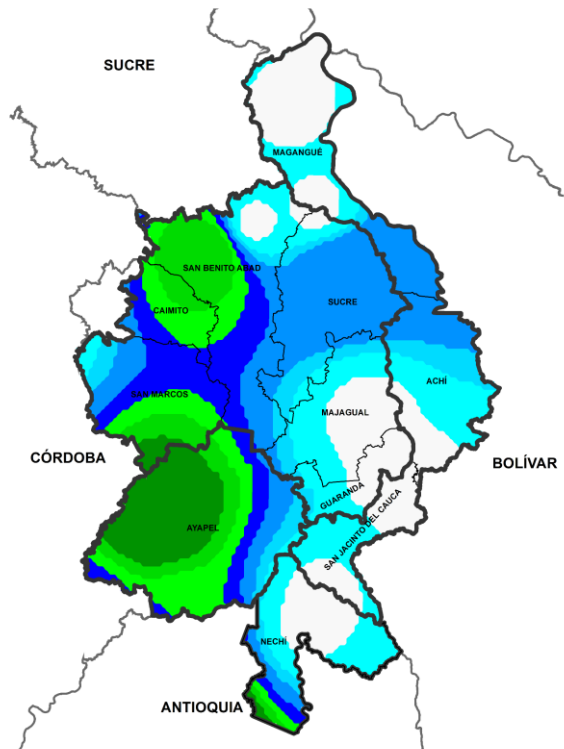 SUCRE
MAGANGUÉ
SAN BENITO ABAD
SUCRE
CAIMITO
ACHÍ
SAN MARCOS
MAJAGUAL
CÓRDOBA
BOLÍVAR
GUARANDA
SAN JACINTO DEL CAUCA
AYAPEL
NECHÍ
ANTIOQUIA